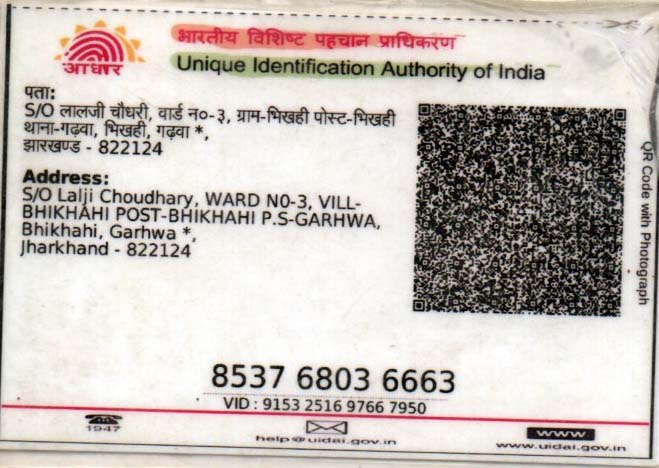 भारतीय विशिष्ट पहचान प्राधिकरण
Unique Identification Authority of India
आधार
पता:
S/O लालजी चौधरी, वार्ड न०-३, ग्राम-भिखही पोस्ट-भिखही
थाना-गढ़वा, भिखही, गढ़वा *,
झारखण्ड - 822124
Address:
S/O Lalji Choudhary, WARD N0-3, VILL-
BHIKHAHI POST-BHIKHAHI P.S-GARHWA,
Bhikhahi, Garhwa *,
Jharkhand - 822124
QR Code with Photograph
8537 6803 6663
VID : 9153 2516 9766 7950
1947
help@uidai.gov.in
www
www.uidai.gov.in